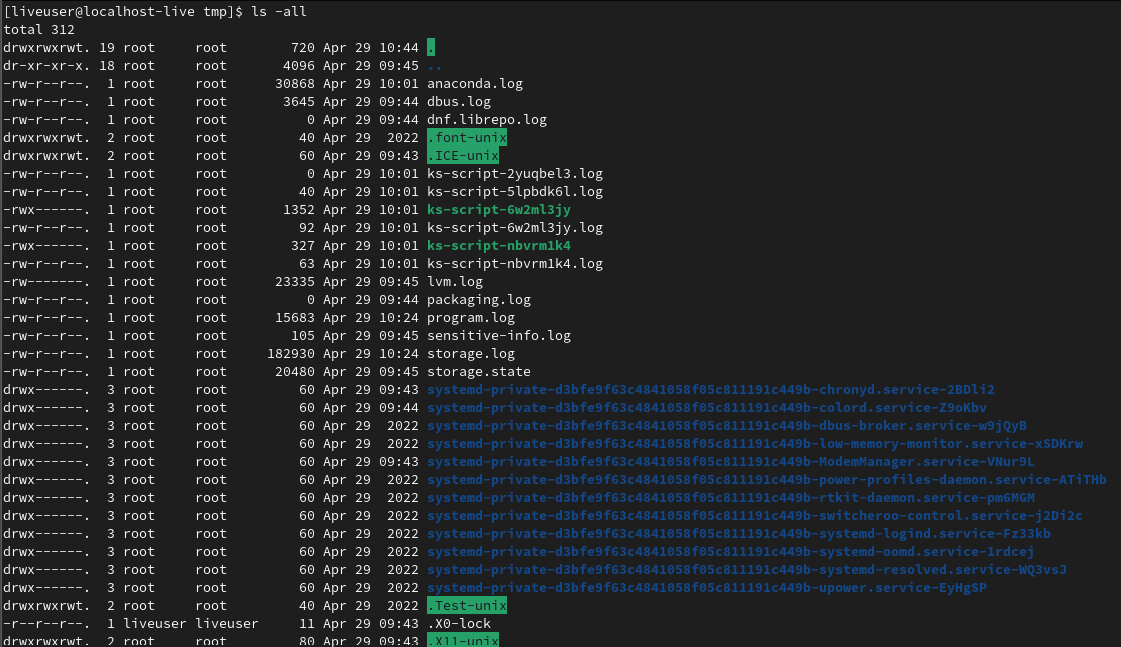 [liveuser@localhost-live tmp]$ ls -all
total 312
drwxrwxrwt. 19 root     root        720 Apr 29 10:44 .
dr-xr-xr-x. 18 root     root       4096 Apr 29 09:45 ..
-rw-r--r--.  1 root     root      30868 Apr 29 10:01 anaconda.log
-rw-r--r--.  1 root     root       3645 Apr 29 09:44 dbus.log
-rw-r--r--.  1 root     root          0 Apr 29 09:44 dnf.librepo.log
drwxrwxrwt.  2 root     root         40 Apr 29  2022 .font-unix
drwxrwxrwt.  2 root     root         60 Apr 29 09:43 .ICE-unix
-rw-r--r--.  1 root     root          0 Apr 29 10:01 ks-script-2yuqbel3.log
-rw-r--r--.  1 root     root         40 Apr 29 10:01 ks-script-5lpbdk6l.log
-rwx------.  1 root     root       1352 Apr 29 10:01 ks-script-6w2ml3jy
-rw-r--r--.  1 root     root         92 Apr 29 10:01 ks-script-6w2ml3jy.log
-rwx------.  1 root     root        327 Apr 29 10:01 ks-script-nbvrm1k4
-rw-r--r--.  1 root     root         63 Apr 29 10:01 ks-script-nbvrm1k4.log
-rw-------.  1 root     root      23335 Apr 29 09:45 lvm.log
-rw-r--r--.  1 root     root          0 Apr 29 09:44 packaging.log
-rw-r--r--.  1 root     root      15683 Apr 29 10:24 program.log
-rw-r--r--.  1 root     root        105 Apr 29 09:45 sensitive-info.log
-rw-r--r--.  1 root     root     182930 Apr 29 10:24 storage.log
-rw-r--r--.  1 root     root      20480 Apr 29 09:45 storage.state
drwx------.  3 root     root         60 Apr 29 09:43 systemd-private-d3bfe9f63c4841058f05c811191c449b-chronyd.service-2BDli2
drwx------.  3 root     root         60 Apr 29 09:44 systemd-private-d3bfe9f63c4841058f05c811191c449b-colord.service-Z9oKbv
drwx------.  3 root     root         60 Apr 29  2022 systemd-private-d3bfe9f63c4841058f05c811191c449b-dbus-broker.service-w9jQyB
drwx------.  3 root     root         60 Apr 29  2022 systemd-private-d3bfe9f63c4841058f05c811191c449b-low-memory-monitor.service-xSDKrw
drwx------.  3 root     root         60 Apr 29 09:43 systemd-private-d3bfe9f63c4841058f05c811191c449b-ModemManager.service-VNur9L
drwx------.  3 root     root         60 Apr 29  2022 systemd-private-d3bfe9f63c4841058f05c811191c449b-power-profiles-daemon.service-ATiTHb
drwx------.  3 root     root         60 Apr 29  2022 systemd-private-d3bfe9f63c4841058f05c811191c449b-rtkit-daemon.service-pm6MGM
drwx------.  3 root     root         60 Apr 29  2022 systemd-private-d3bfe9f63c4841058f05c811191c449b-switcheroo-control.service-j2Di2c
drwx------.  3 root     root         60 Apr 29  2022 systemd-private-d3bfe9f63c4841058f05c811191c449b-systemd-logind.service-Fz33kb
drwx------.  3 root     root         60 Apr 29  2022 systemd-private-d3bfe9f63c4841058f05c811191c449b-systemd-oomd.service-1rdcej
drwx------.  3 root     root         60 Apr 29  2022 systemd-private-d3bfe9f63c4841058f05c811191c449b-systemd-resolved.service-WQ3vsJ
drwx------.  3 root     root         60 Apr 29  2022 systemd-private-d3bfe9f63c4841058f05c811191c449b-upower.service-EyHgSP
drwxrwxrwt.  2 root     root         40 Apr 29  2022 .Test-unix
-r--r--r--.  1 liveuser liveuser     11 Apr 29 09:43 .X0-lock
drwxrwxrwt.  2 root     root         80 Apr 29 09:43 .X11-unix